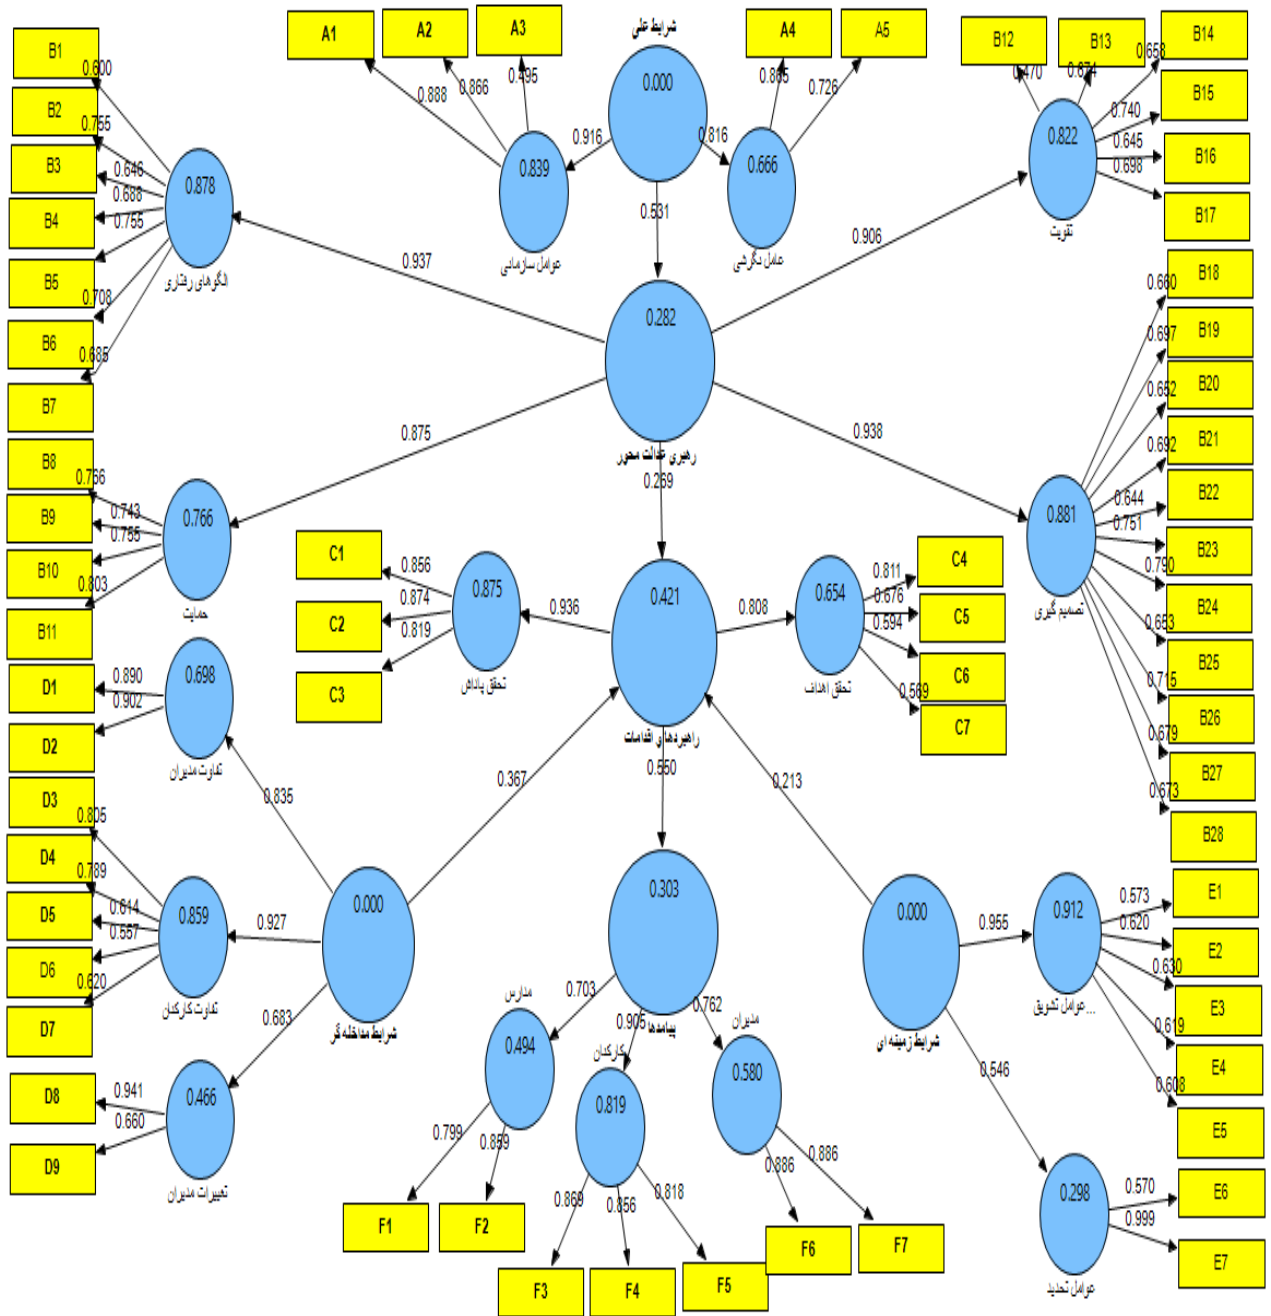 شرایط علی
0.000
A1
A2
A3
A4
A5
0.888
0.866
0.495
0.865
0.726
0.916
0.816
0.839
عوامل سازمانی
0.666
عامل نگرشی
0.531
B1
B2
B3
B4
B5
B6
B7
0.600
0.755
0.646
0.688
0.755
0.708
0.685
0.878
الگوهای رفتاری
0.937
B12
B13
B14
B15
B16
B17
0.470
0.674
0.658
0.740
0.645
0.698
0.822
تقویت
0.906
0.282
رهبری عدالت محور
0.269
B8
B9
B10
B11
0.766
0.743
0.755
0.803
0.766
حمایت
0.875
B18
B19
B20
B21
B22
B23
B24
B25
B26
B27
B28
0.660
0.697
0.652
0.692
0.644
0.751
0.790
0.653
0.715
0.679
0.673
0.881
تصمیم گیری
0.938
C1
C2
C3
0.856
0.874
0.819
0.875
تحقق پاداش
0.936
0.421
راهبردها و اقدامات
0.550
0.808
0.654
تحقق اهداف
0.811
0.676
0.594
0.569
C4
C5
C6
C7
D1
D2
0.890
0.902
0.698
تفاوت مدیران
0.835
D3
D4
D5
D6
D7
0.805
0.789
0.614
0.557
0.620
0.859
تفاوت کارکنان
0.927
0.000
شرایط مداخله گر
0.367
0.683
D8
D9
0.941
0.660
0.466
تغییرات مدیران
0.213
0.000
شرایط زمینه ای
0.955
0.912
عوامل تشویق...
0.573
0.620
0.630
0.619
0.608
E1
E2
E3
E4
E5
0.546
0.298
عوامل تحدید
0.570
0.999
E6
E7
0.303
پیامدها
0.703
0.905
0.762
مدارس
0.494
کارکنان
0.819
مدیران
0.580
0.799
0.859
0.869
0.856
0.818
0.886
0.886
F1
F2
F3
F4
F5
F6
F7